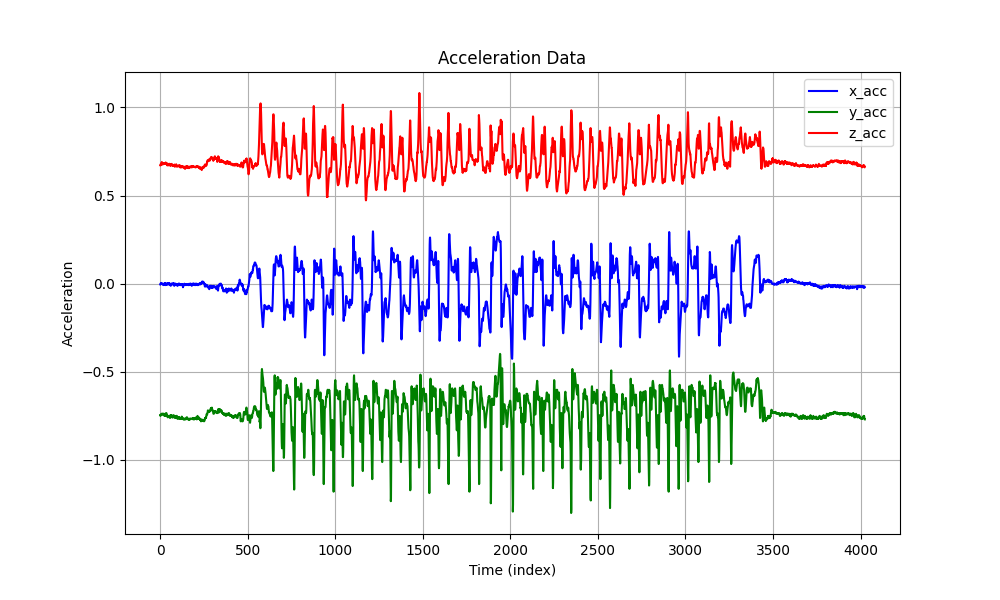 Acceleration Data
x_acc
y_acc
z_acc
1.0
0.5
0.0
−0.5
−1.0
Acceleration
0 500 1000 1500 2000 2500 3000 3500 4000
Time (index)